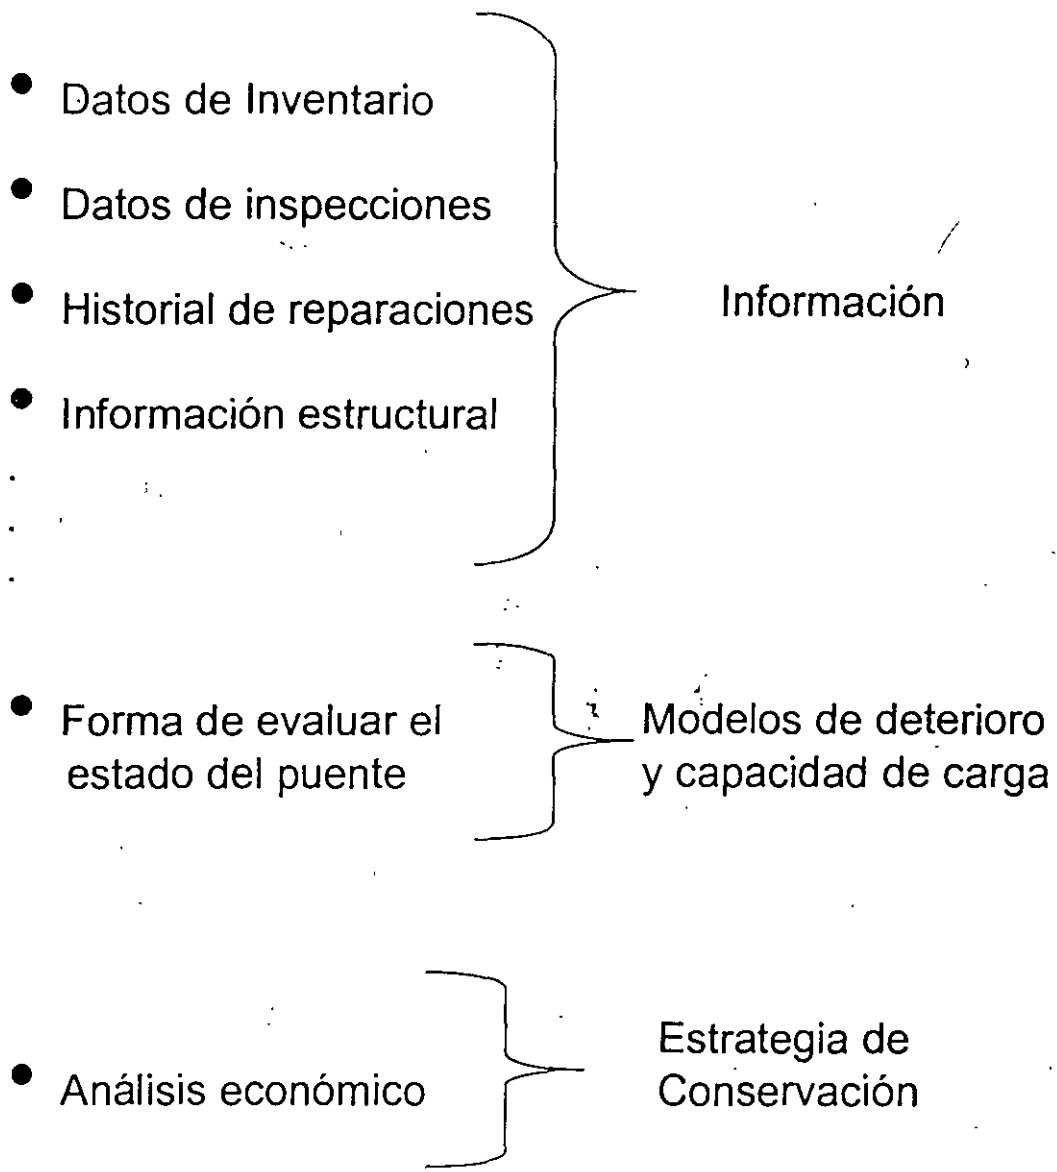 • Datos de Inventario
• Datos de inspecciones
• Historial de reparaciones
Información
• Información estructural
.
.
.
• Forma de evaluar el
estado del puente
Modelos de deterioro
y capacidad de carga
• Análisis económico
Estrategia de
Conservación